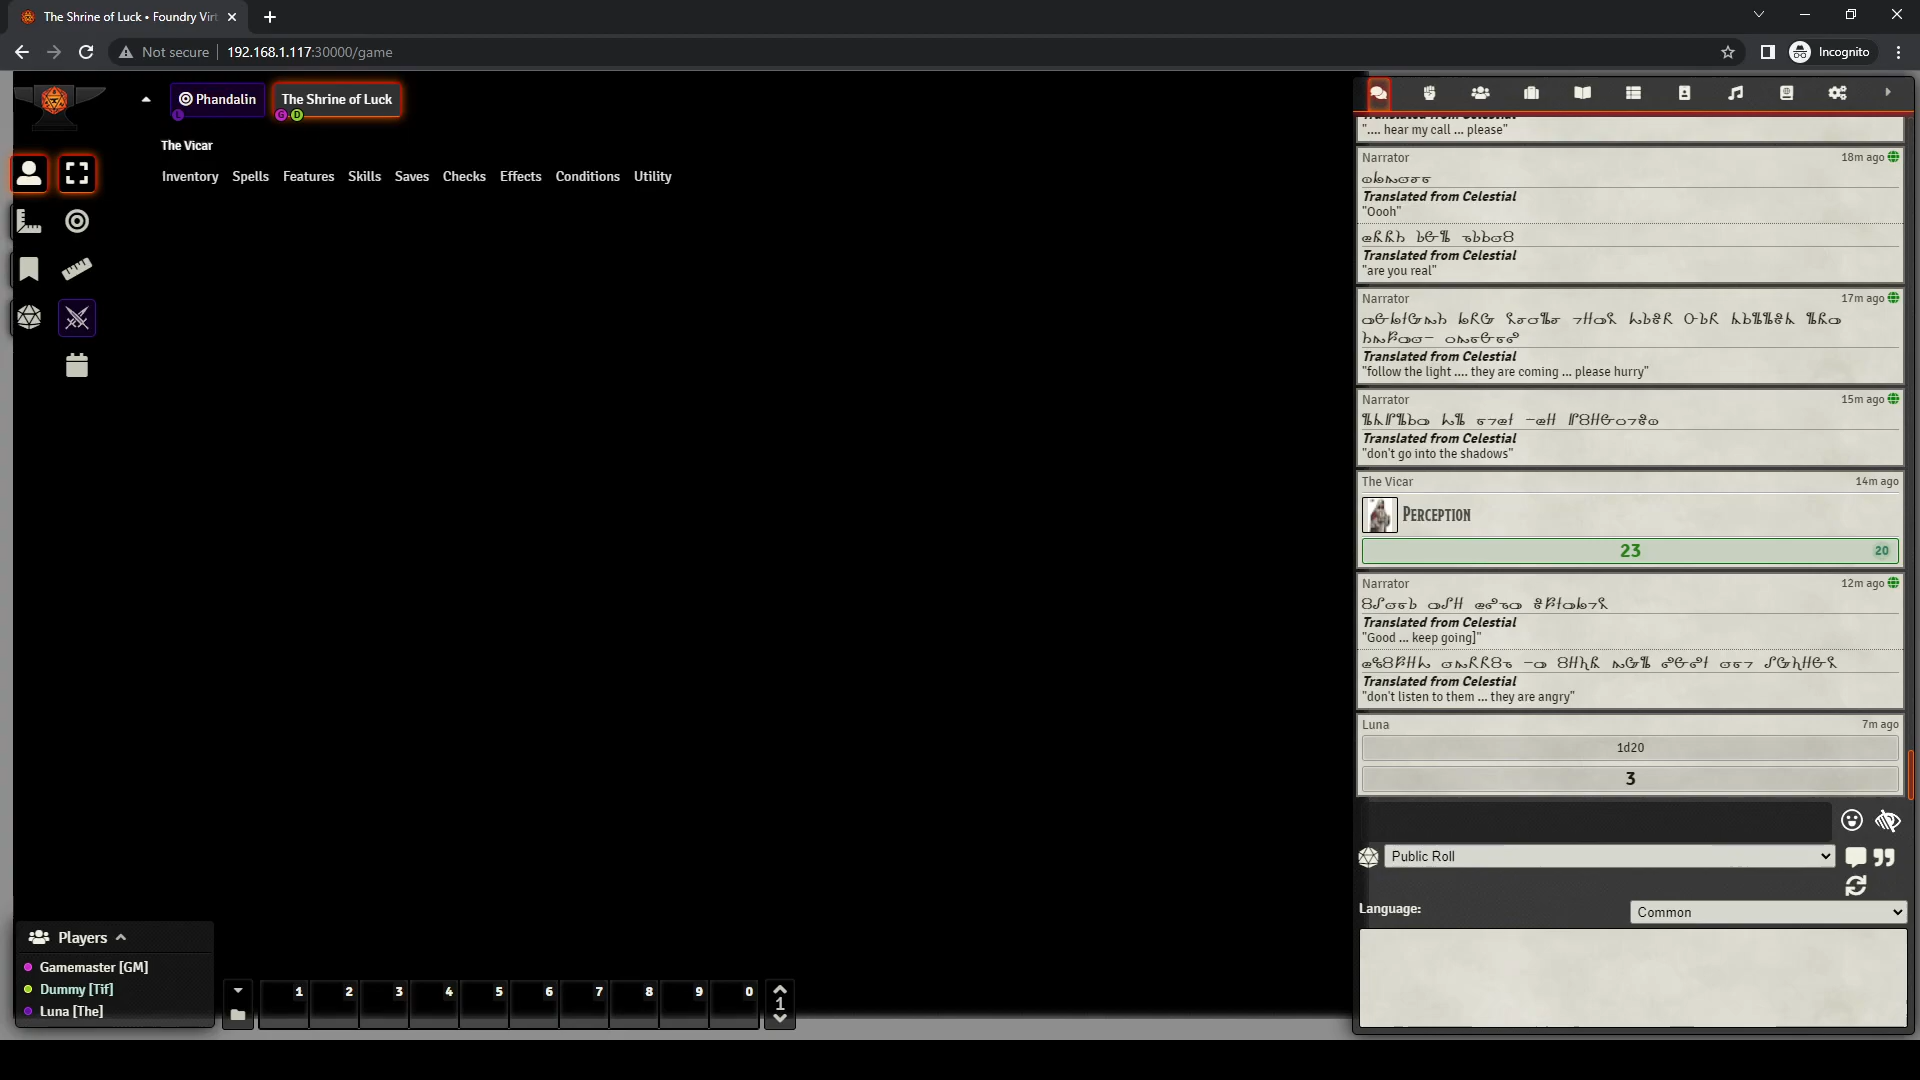 The Shrine of Luck • Foundry Virt
Not secure
192.168.1.117:30000/game
Incognito
Phandalin
The Shrine of Luck
L
G
D
The Vicar
Inventory Spells Features Skills Saves Checks Effects Conditions Utility
Translated from Celestial
".... hear my call ... please"
Narrator 18m ago
Translated from Celestial
"Oooh"
Translated from Celestial
"are you real"
Narrator 17m ago
Translated from Celestial
"follow the light .... they are coming ... please hurry"
Narrator 15m ago
Translated from Celestial
"don't go into the shadows"
The Vicar 14m ago
Perception
23 20
Narrator 12m ago
Translated from Celestial
"Good ... keep going]"
Translated from Celestial
"don't listen to them ... they are angry"
Luna 7m ago
1d20
3
Public Roll
Language:
Common
Players
Gamemaster [GM]
Dummy [Tif]
Luna [The]
1 2 3 4 5 6 7 8 9 0
1